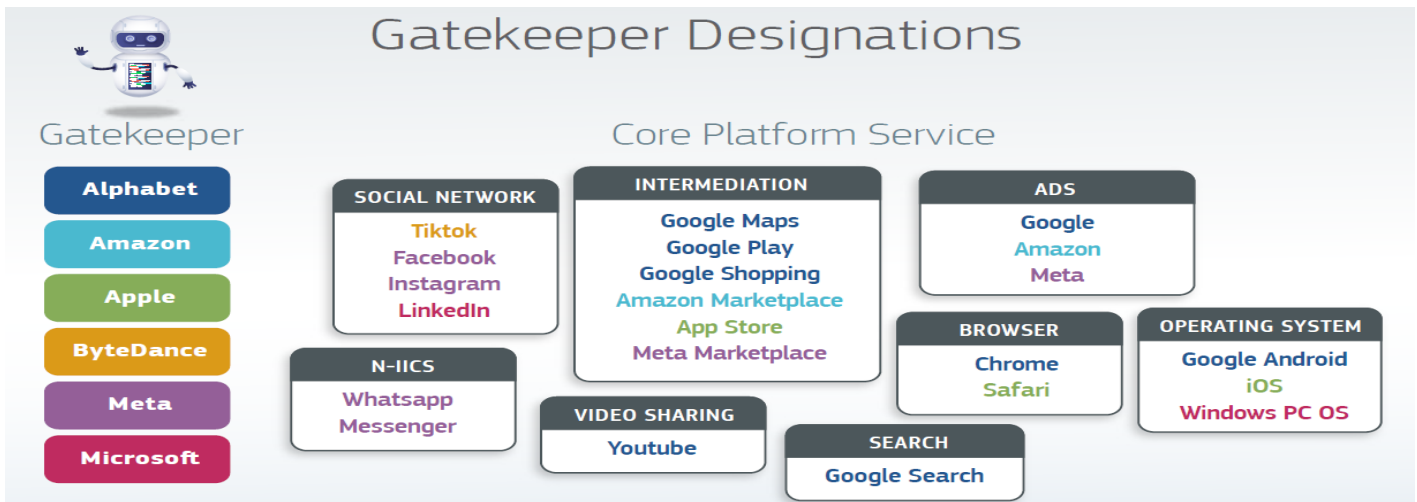 Gatekeeper Designations
Gatekeeper
Core Platform Service
Alphabet
Amazon
Apple
ByteDance
Meta
Microsoft
SOCIAL NETWORK
Tiktok
Facebook
Instagram
LinkedIn
N-IICS
Whatsapp
Messenger
INTERMEDIATION
Google Maps
Google Play
Google Shopping
Amazon Marketplace
App Store
Meta Marketplace
VIDEO SHARING
Youtube
ADS
Google
Amazon
Meta
BROWSER
Chrome
Safari
SEARCH
Google Search
OPERATING SYSTEM
Google Android
iOS
Windows PC OS